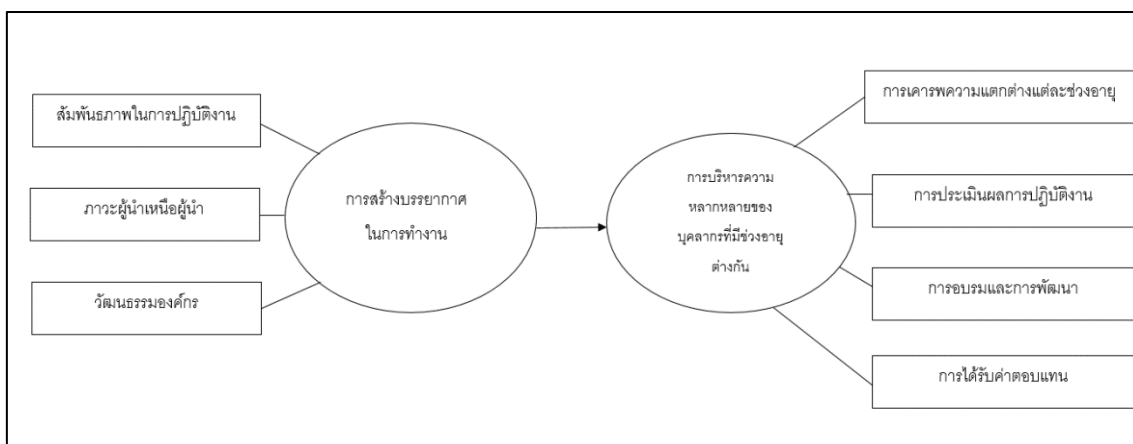 สัมพันธภาพในการปฏิบัติงาน
ภาวะผู้นำเหนือผู้นำ
วัฒนธรรมองค์กร
การสร้างบรรยากาศ
ในการทำงาน
การบริหารความ
หลากหลายของ
บุคลากรที่มีช่วงอายุ
ต่างกัน
การเคารพความแตกต่างแต่ละช่วงอายุ
การประเมินผลการปฏิบัติงาน
การอบรมและการพัฒนา
การได้รับค่าตอบแทน